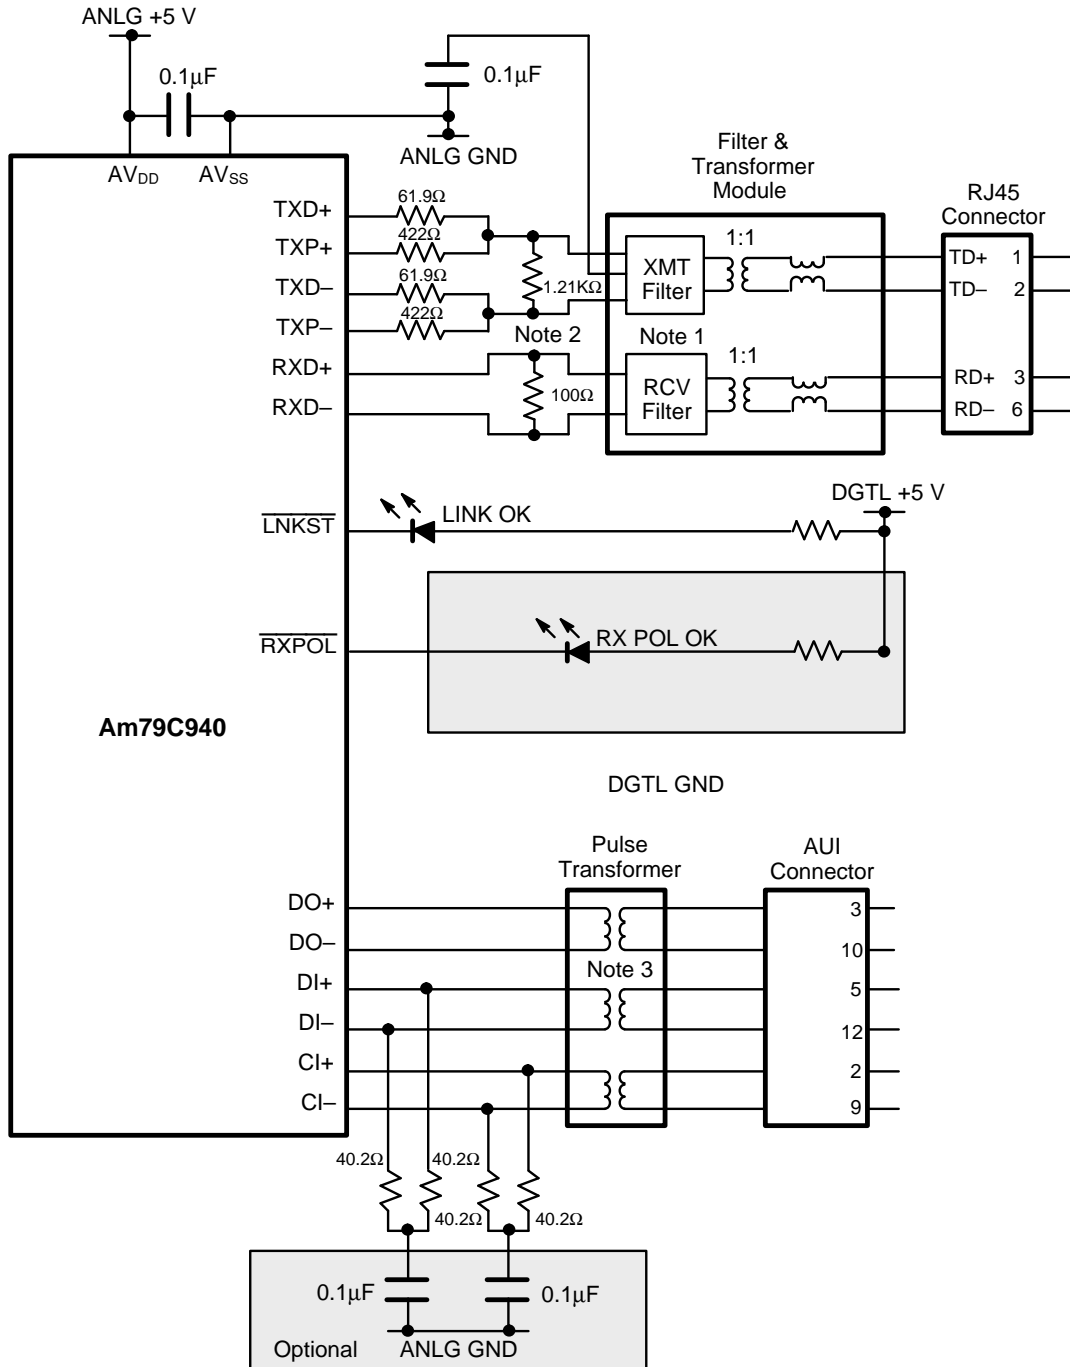 ANLG +5 V
0.1µF
0.1µF
ANLG GND
AVDD
AVSS
Filter &
Transformer
Module
RJ45
Connector
TXD+
61.9Ω
TXP+
422Ω
TXD–
61.9Ω
TXP–
422Ω
1.21KΩ
XMT
Filter
1:1
TD+ 1
TD– 2
Note 2
Note 1
RXD+
RXD–
100Ω
RCV
Filter
1:1
RD+ 3
RD– 6
DGTL +5 V
LNKST
LINK OK
RXPOL
RX POL OK
Am79C940
DGTL GND
Pulse
Transformer
AUI
Connector
DO+
3
DO–
10
Note 3
DI+
5
DI–
12
CI+
2
CI–
9
40.2Ω
40.2Ω
40.2Ω
40.2Ω
0.1µF
0.1µF
Optional
ANLG GND